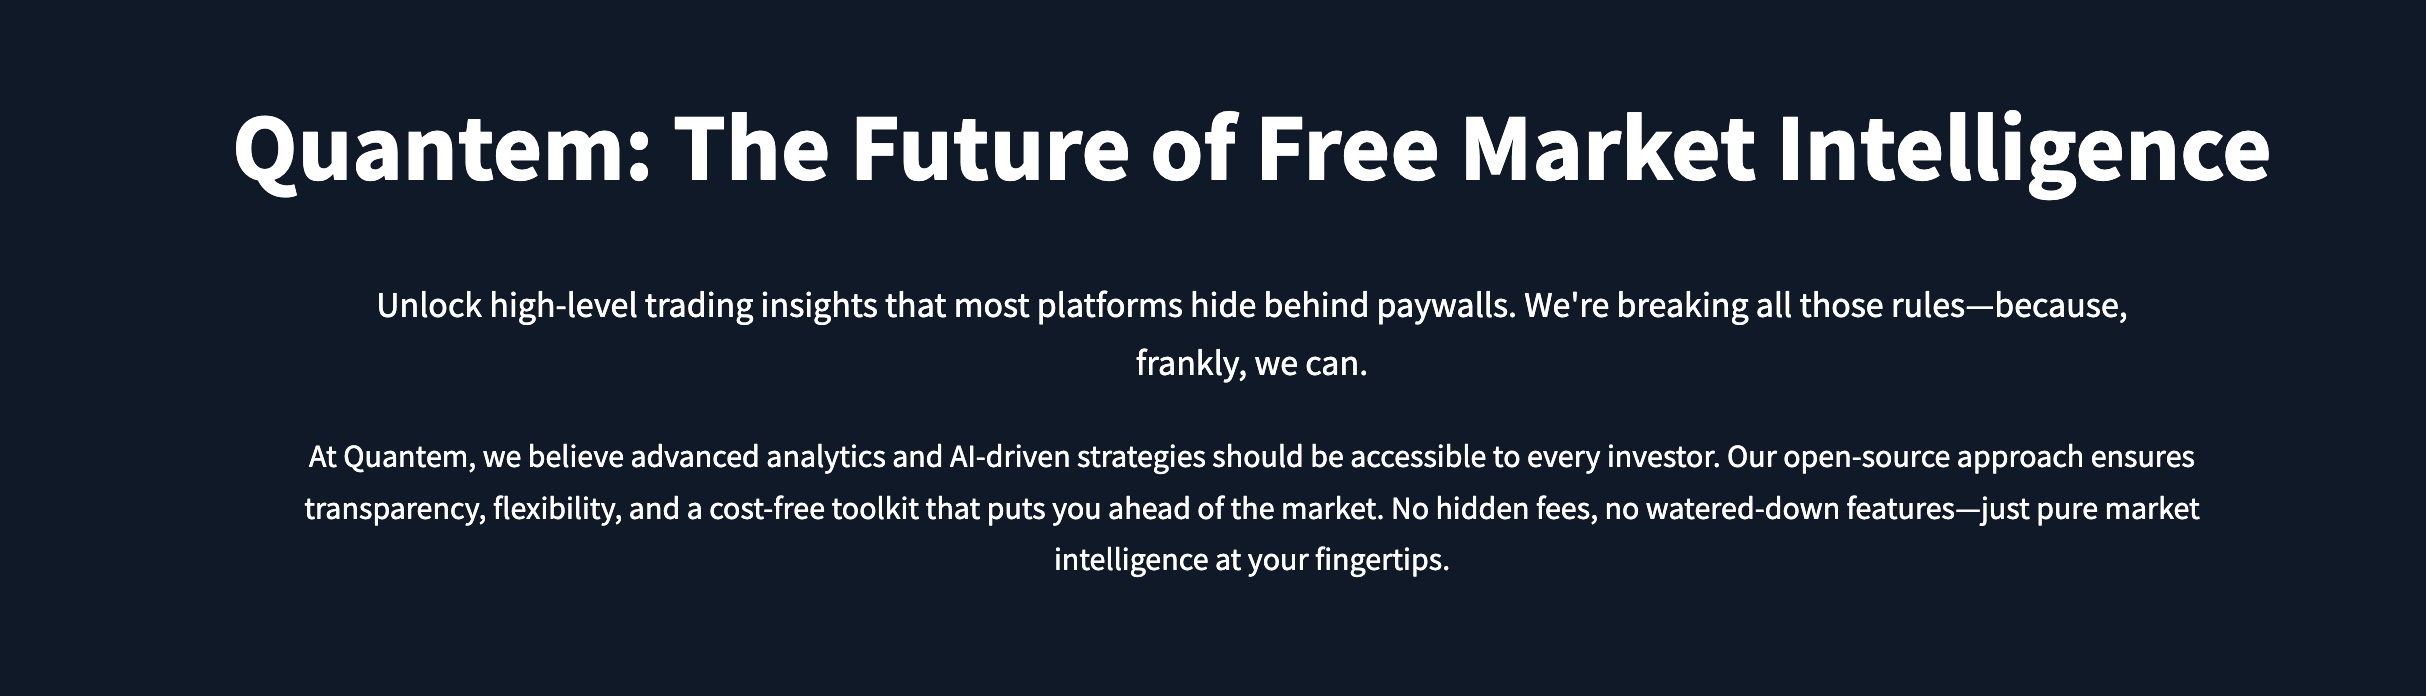 Quantem: The Future of Free Market Intelligence
Unlock high-level trading insights that most platforms hide behind paywalls. We're breaking all those rules—because,
frankly, we can.
At Quantem, we believe advanced analytics and AI-driven strategies should be accessible to every investor. Our open-source approach ensures
transparency, flexibility, and a cost-free toolkit that puts you ahead of the market. No hidden fees, no watered-down features—just pure market
intelligence at your fingertips.